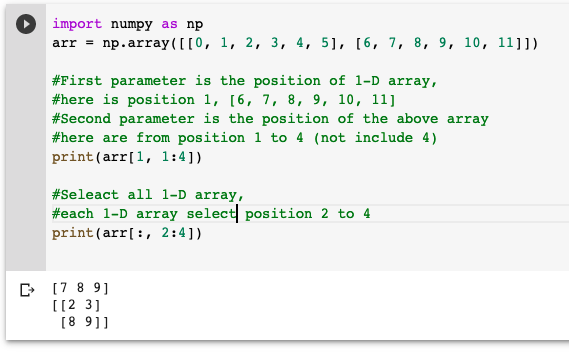 import numpy as np
arr = np.array([[0, 1, 2, 3, 4, 5], [6, 7, 8, 9, 10, 11]])
#First parameter is the position of 1-D array,
#here is position 1, [6, 7, 8, 9, 10, 11]
#Second parameter is the position of the above array
#here are from position 1 to 4 (not include 4)
print(arr[1, 1:4])
#Seleact all 1-D array,
#each 1-D array select position 2 to 4
print(arr[:, 2:4])
[7 8 9]
[[2 3]
 [8 9]]